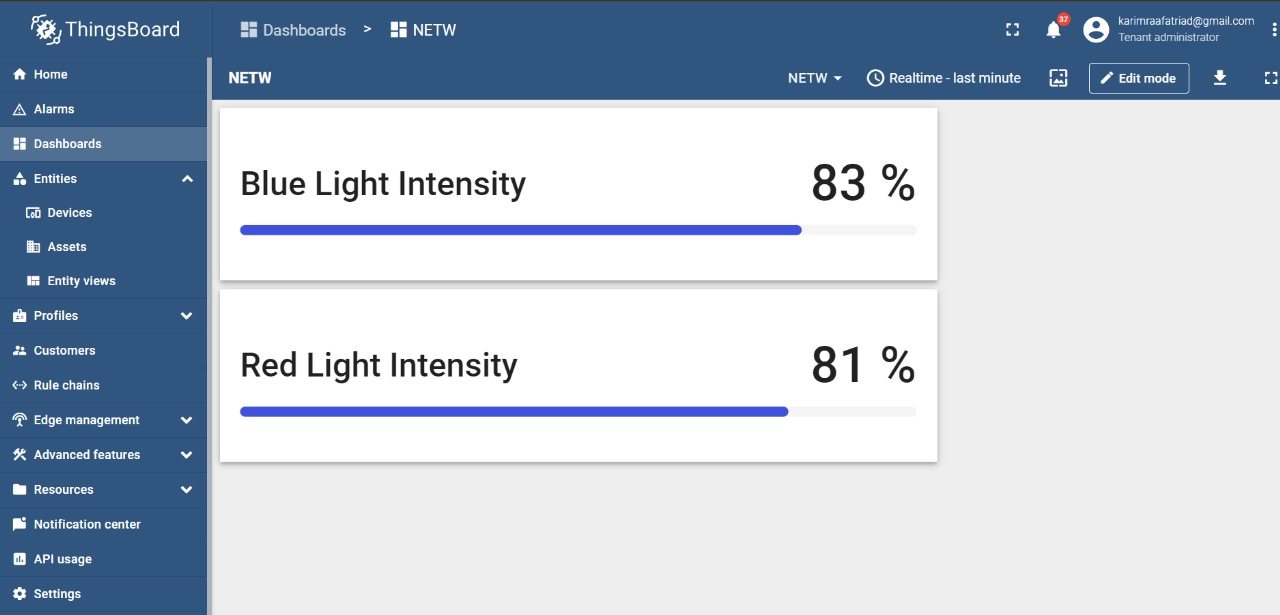 ThingsBoard
Dashboards > NETW
37
karimraafatriad@gmail.com
Tenant administrator
Home
Alarms
Dashboards
Entities
Devices
Assets
Entity views
Profiles
Customers
Rule chains
Edge management
Advanced features
Resources
Notification center
API usage
Settings
NETW
NETW
Realtime - last minute
Edit mode
Blue Light Intensity 83 %
Red Light Intensity 81 %